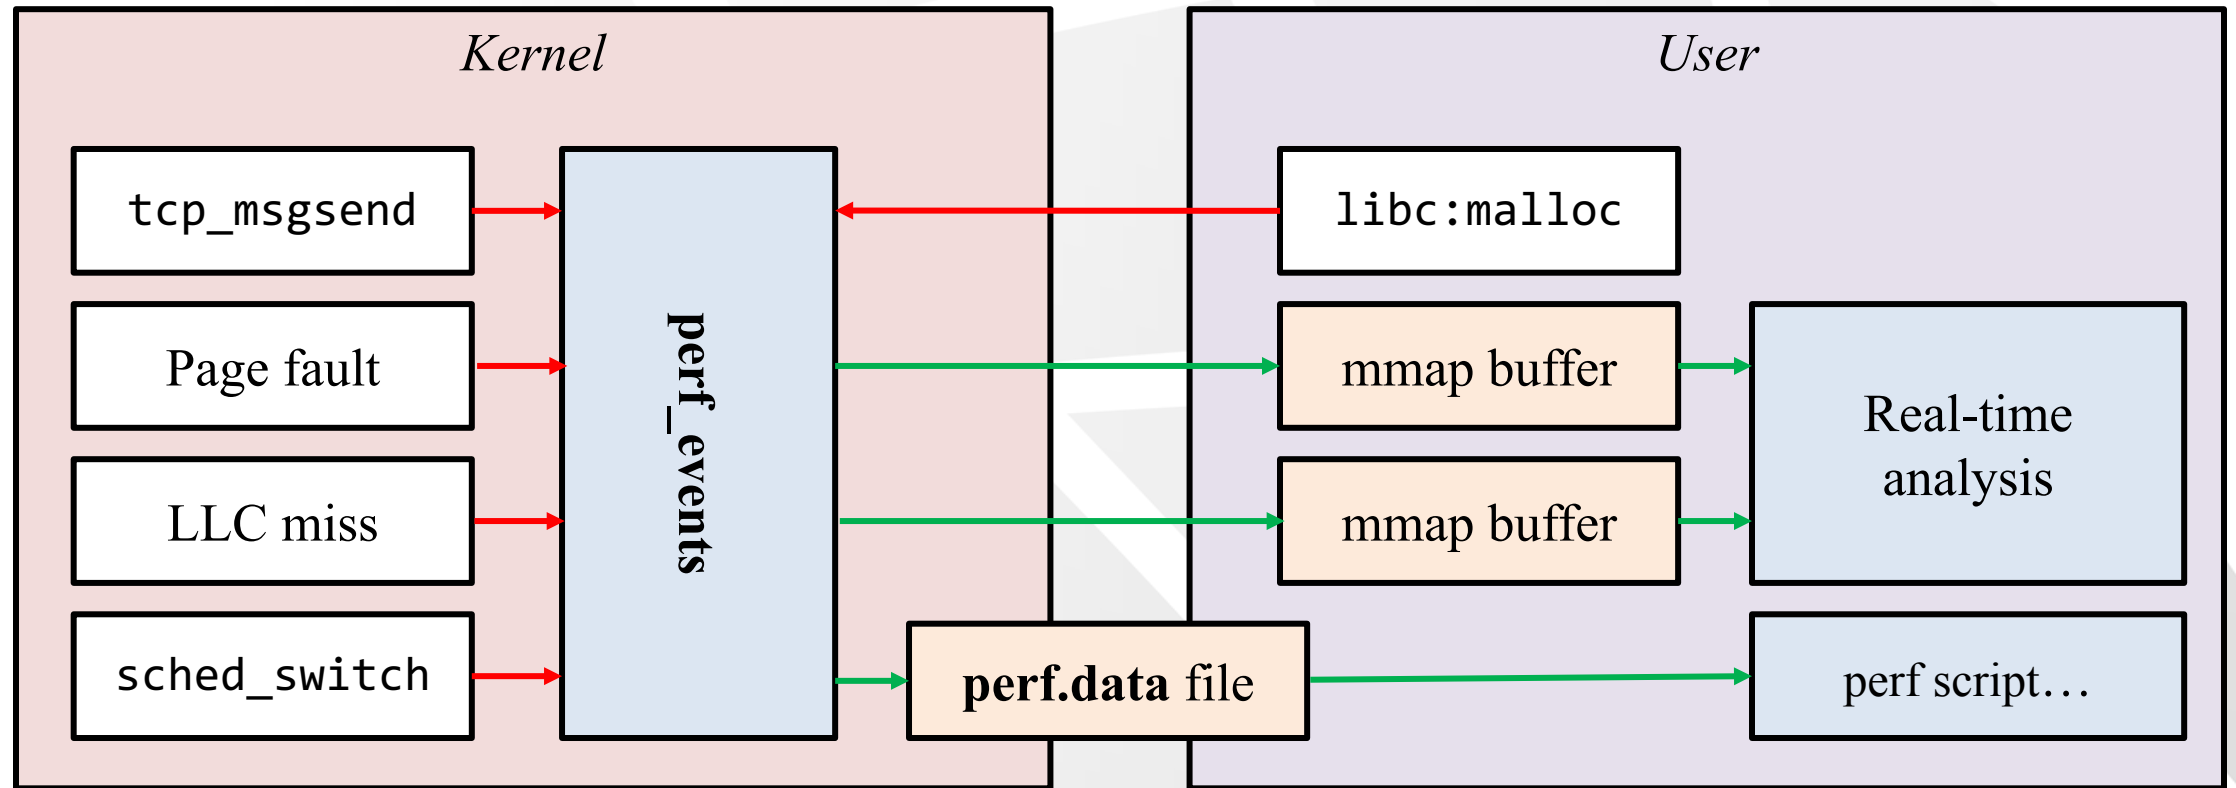 Kernel
User
tcp_msgsend
libc:malloc
Page fault
perf_events
mmap buffer
Real-time
analysis
LLC miss
mmap buffer
sched_switch
perf.data file
perf script…